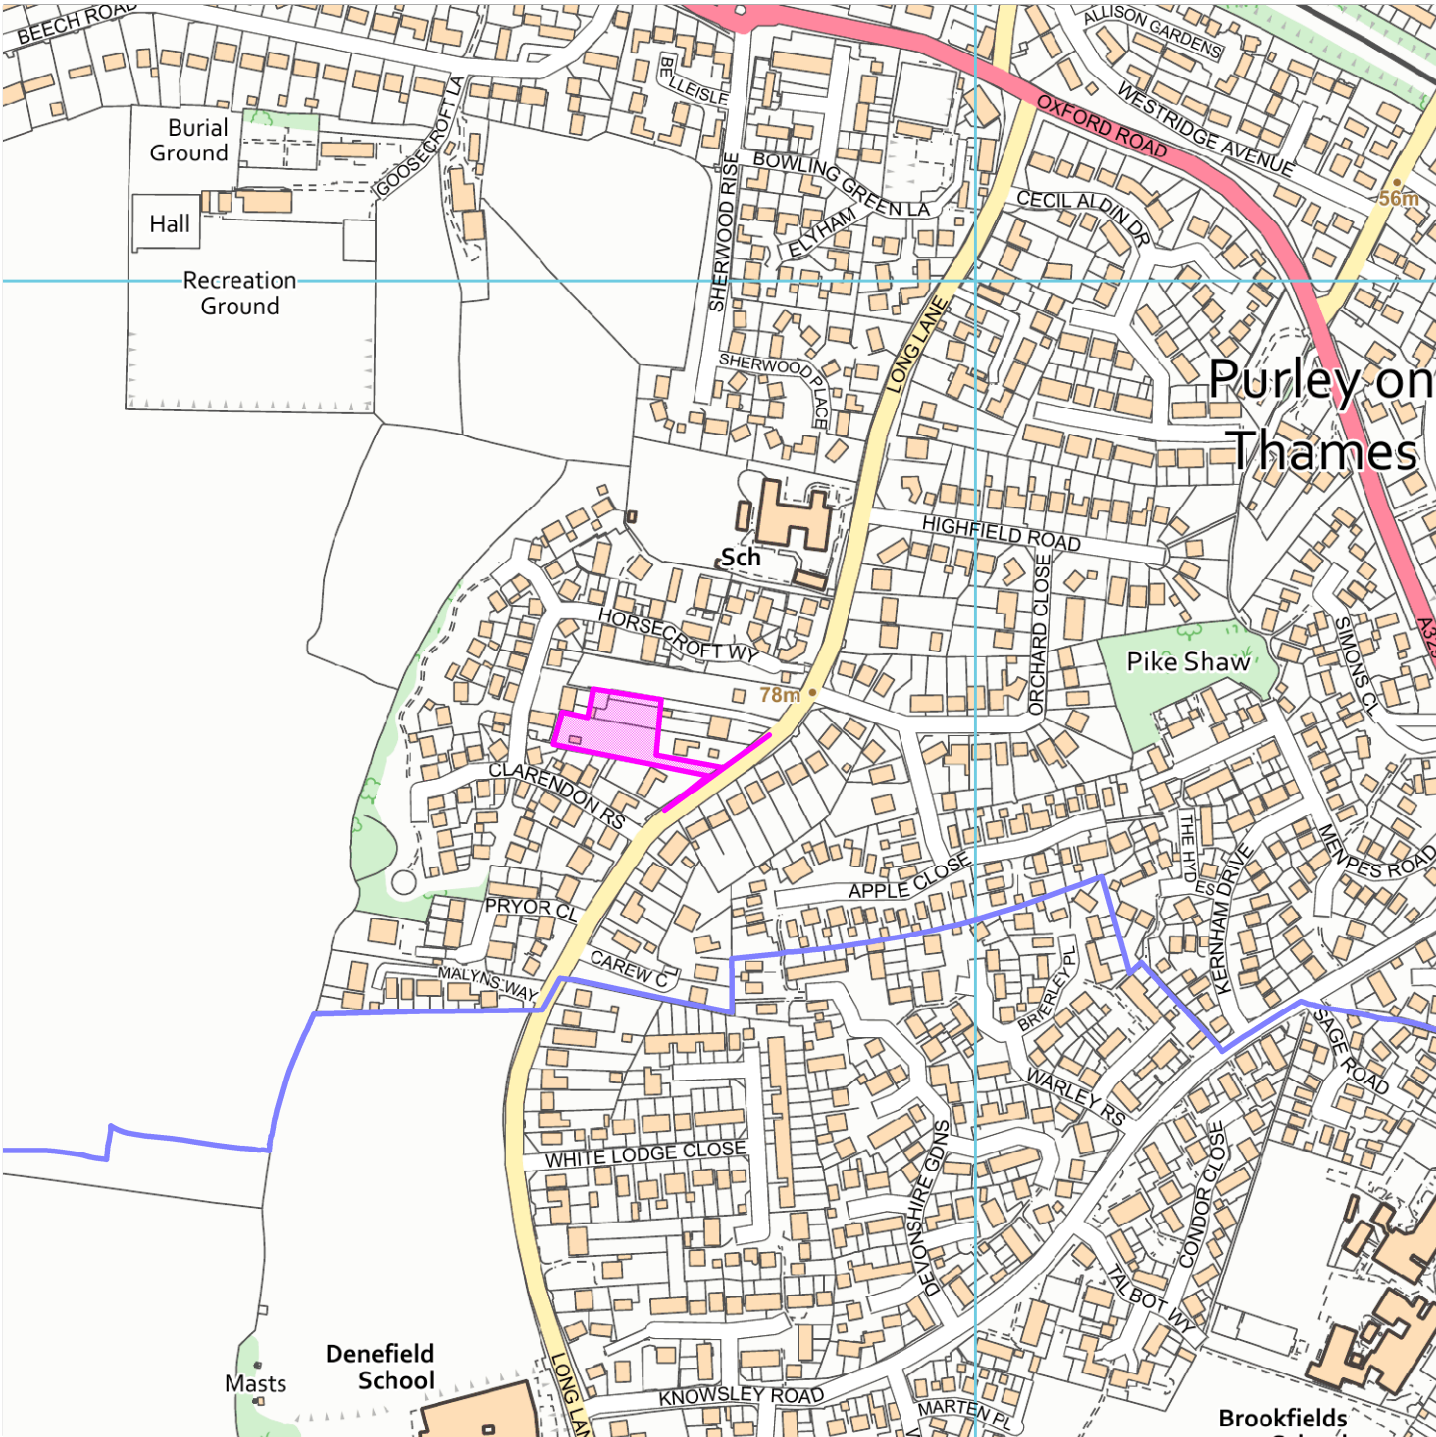 BEECH ROAD
ALLISON GARDENS
BELLEISLE
WESTRIDGE AVENUE
OXFORD ROAD
Burial
Ground
GOOSECROFT LA
BOWLING GREEN LA
SHERWOOD RISE
CECIL ALDIN DR
56m
Hall
ELYHAM
Recreation
Ground
LONG LANE
SHERWOOD PLACE
Purley on
Thames
HIGHFIELD ROAD
Sch
ORCHARD CLOSE
HORSECROFT WY
SIMONS CL
A329
Pike Shaw
78m
CLARENDON RS
THE HYDES
MENPES ROAD
KERNHAM DRIVE
APPLE CLOSE
PRYOR CL
CAREW C
MALYNS WAY
BRIERLEY PL
SAGE ROAD
WARLEY RS
WHITE LODGE CLOSE
DEVONSHIRE GDNS
CONDOR CLOSE
TALBOT WY
Denefield
School
Masts
LONG LAN
KNOWSLEY ROAD
MARTEN PL
Brookfields